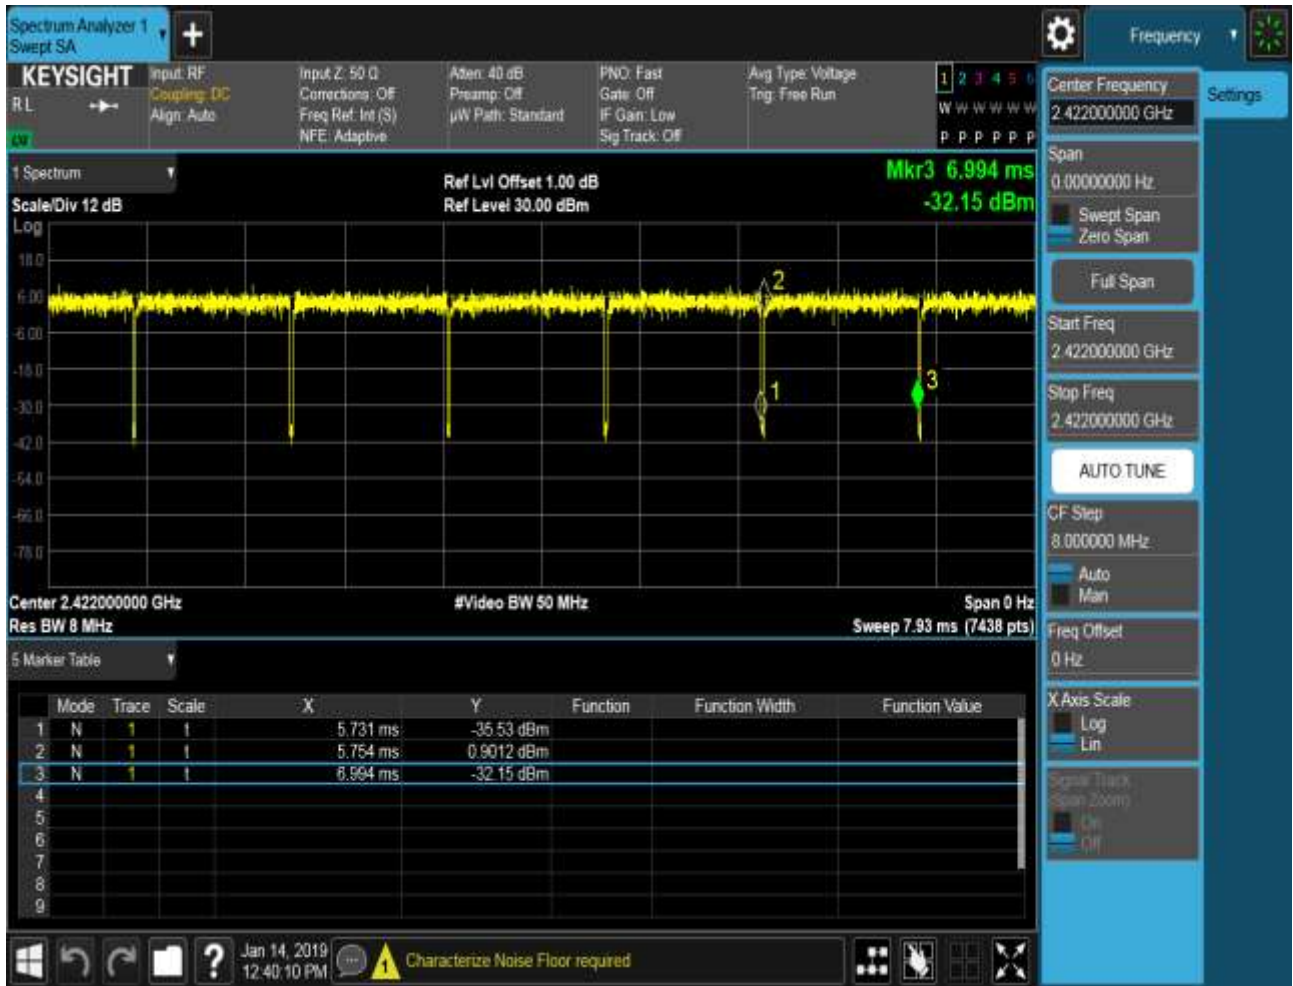 Spectrum Analyzer 1
Swept SA
Frequency
KEYSIGHT
R L
Input: RF
Coupling: DC
Align: Auto
Input Z: 50 Ω
Corrections: Off
Freq Ref: Int (S)
NFE: Adaptive
Atten: 40 dB
Preamp: Off
µW Path: Standard
PNO: Fast
Gate: Off
IF Gain: Low
Sig Track: Off
Avg Type: Voltage
Trig: Free Run
1 2 3 4 5 6
W W W W W W
P P P P P P
1 Spectrum
Scale/Div 12 dB
Ref Lvl Offset 1.00 dB
Ref Level 30.00 dBm
Mkr3 6.994 ms
-32.15 dBm
Log
18.0
6.00
-6.00
-18.0
-30.0
-42.0
-54.0
-66.0
-78.0
2
1
3
Center 2.422000000 GHz
#Video BW 50 MHz
Span 0 Hz
Res BW 8 MHz
Sweep 7.93 ms (7438 pts)
5 Marker Table
Mode Trace Scale X Y Function Function Width Function Value
1 N 1 t 5.731 ms -35.53 dBm
2 N 1 t 5.754 ms 0.9012 dBm
3 N 1 t 6.994 ms -32.15 dBm
4
5
6
7
8
9
Center Frequency
2.422000000 GHz
Settings
Span
0.00000000 Hz
Swept Span
Zero Span
Full Span
Start Freq
2.422000000 GHz
Stop Freq
2.422000000 GHz
AUTO TUNE
CF Step
8.000000 MHz
Auto
Man
Freq Offset
0 Hz
X Axis Scale
Log
Lin
Signal Track
(Span Zoom)
On
Off
Jan 14, 2019
12:40:10 PM
1
Characterize Noise Floor required